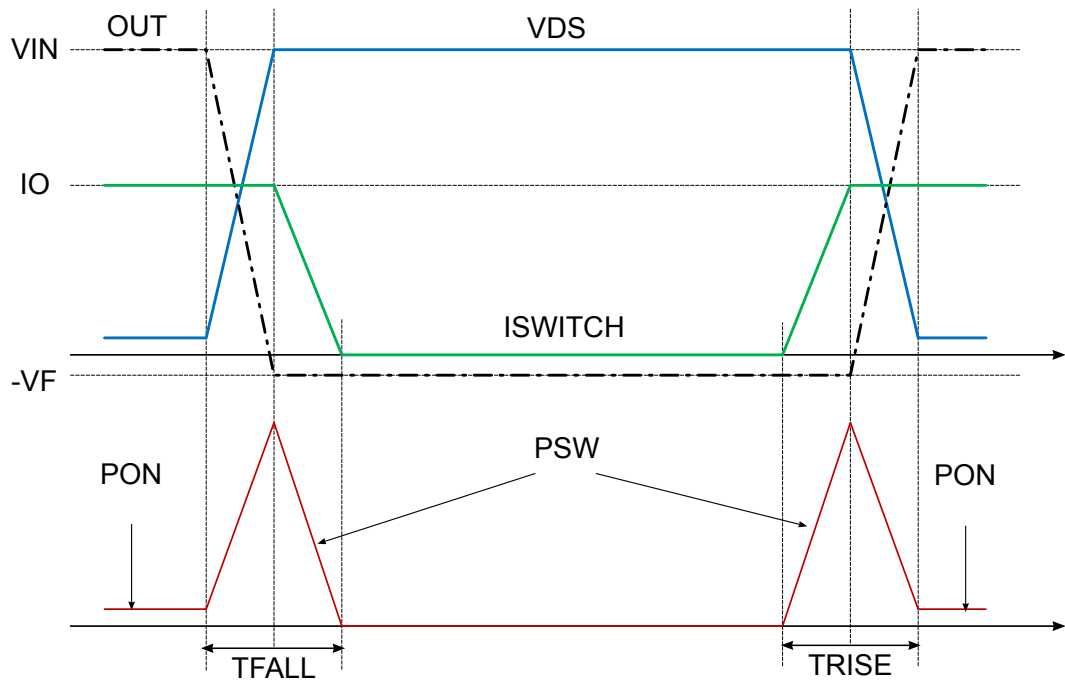 OUT
VDS
VIN
IO
ISWITCH
-VF
PSW
PON
PON
TFALL
TRISE